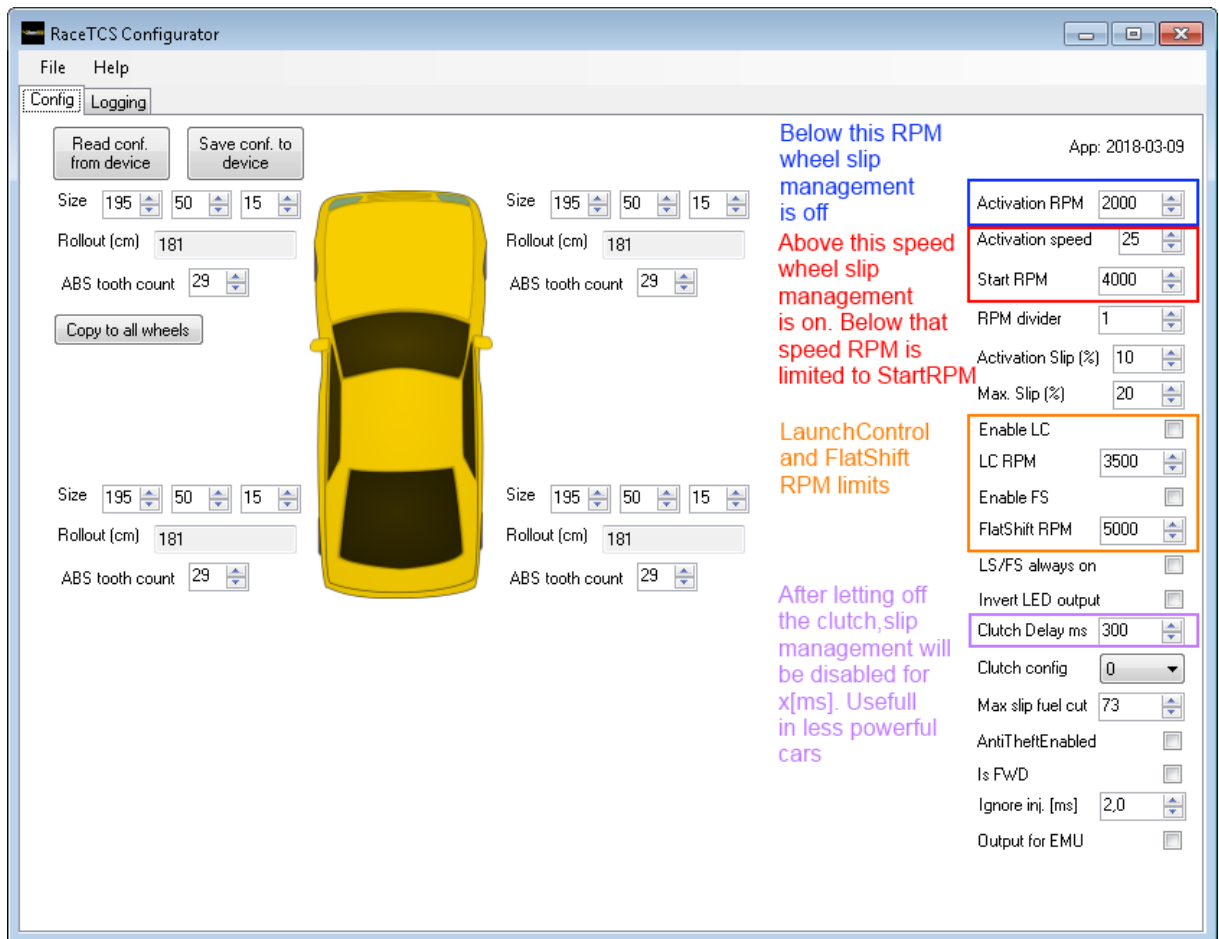 RaceTCS Configurator
File Help
Config Logging
Read conf. from device
Save conf. to device
Size 195 50 15
Rollout (cm) 181
ABS tooth count 29
Copy to all wheels
Size 195 50 15
Rollout (cm) 181
ABS tooth count 29
Size 195 50 15
Rollout (cm) 181
ABS tooth count 29
Size 195 50 15
Rollout (cm) 181
ABS tooth count 29
Below this RPM
wheel slip
management
is off
Above this speed
wheel slip
management
is on. Below that
speed RPM is
limited to StartRPM
LaunchControl
and FlatShift
RPM limits
After letting off
the clutch,slip
management will
be disabled for
x[ms]. Usefull
in less powerful
cars
App: 2018-03-09
Activation RPM 2000
Activation speed 25
Start RPM 4000
RPM divider 1
Activation Slip (%) 10
Max. Slip (%) 20
Enable LC
LC RPM 3500
Enable FS
FlatShift RPM 5000
LS/FS always on
Invert LED output
Clutch Delay ms 300
Clutch config 0
Max slip fuel cut 73
AntiTheftEnabled
Is FWD
Ignore inj. [ms] 2,0
Output for EMU